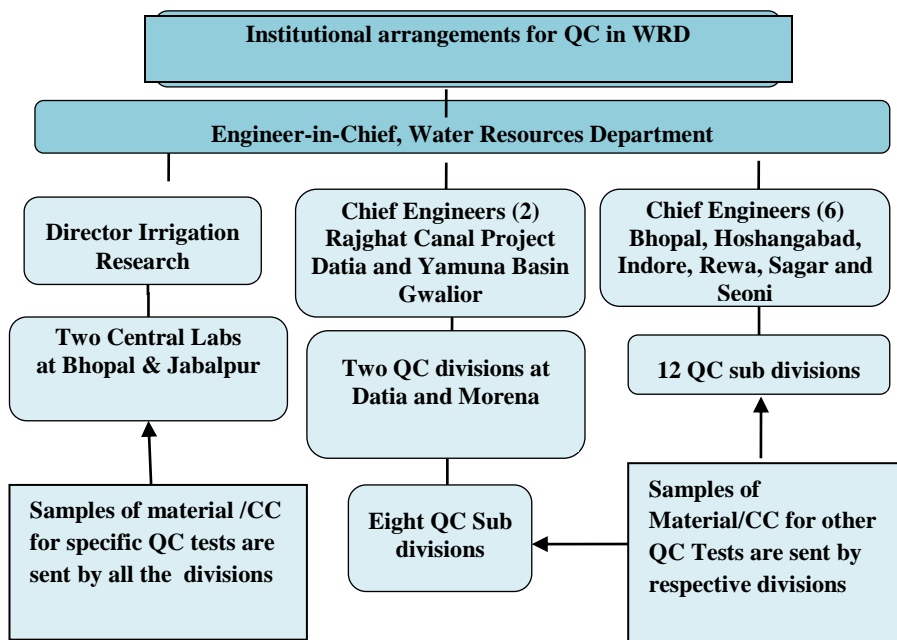 Institutional arrangements for QC in WRD
Engineer-in-Chief, Water Resources Department
Director Irrigation
Research
Two Central Labs
at Bhopal & Jabalpur
Samples of material /CC
for specific QC tests are
sent by all the divisions
Chief Engineers (2)
Rajghat Canal Project
Datia and Yamuna Basin
Gwalior
Two QC divisions at
Datia and Morena
Eight QC Sub
divisions
Chief Engineers (6)
Bhopal, Hoshangabad,
Indore, Rewa, Sagar and
Seoni
12 QC sub divisions
Samples of
Material/CC for other
QC Tests are sent by
respective divisions